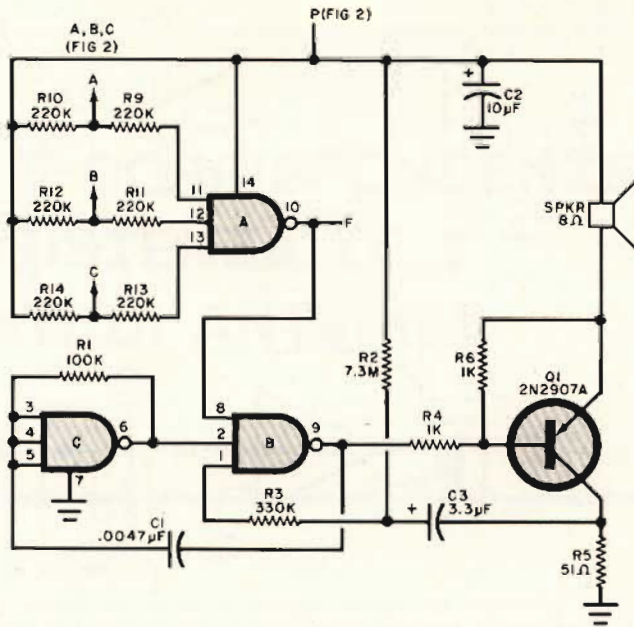 P(FIG 2)
A, B, C
(FIG 2)
A
R10
220K
R9
220K
+
C2
10µF
B
R12
220K
R11
220K
11
14
12
13
A
10
F
SPKR
8Ω
C
R14
220K
R13
220K
R1
100K
R2
7.3M
R6
1K
Q1
2N2907A
3
4
5
C
6
7
8
2
1
B
9
R4
1K
R3
330K
+
C3
3.3µF
C1
.0047µF
R5
51Ω